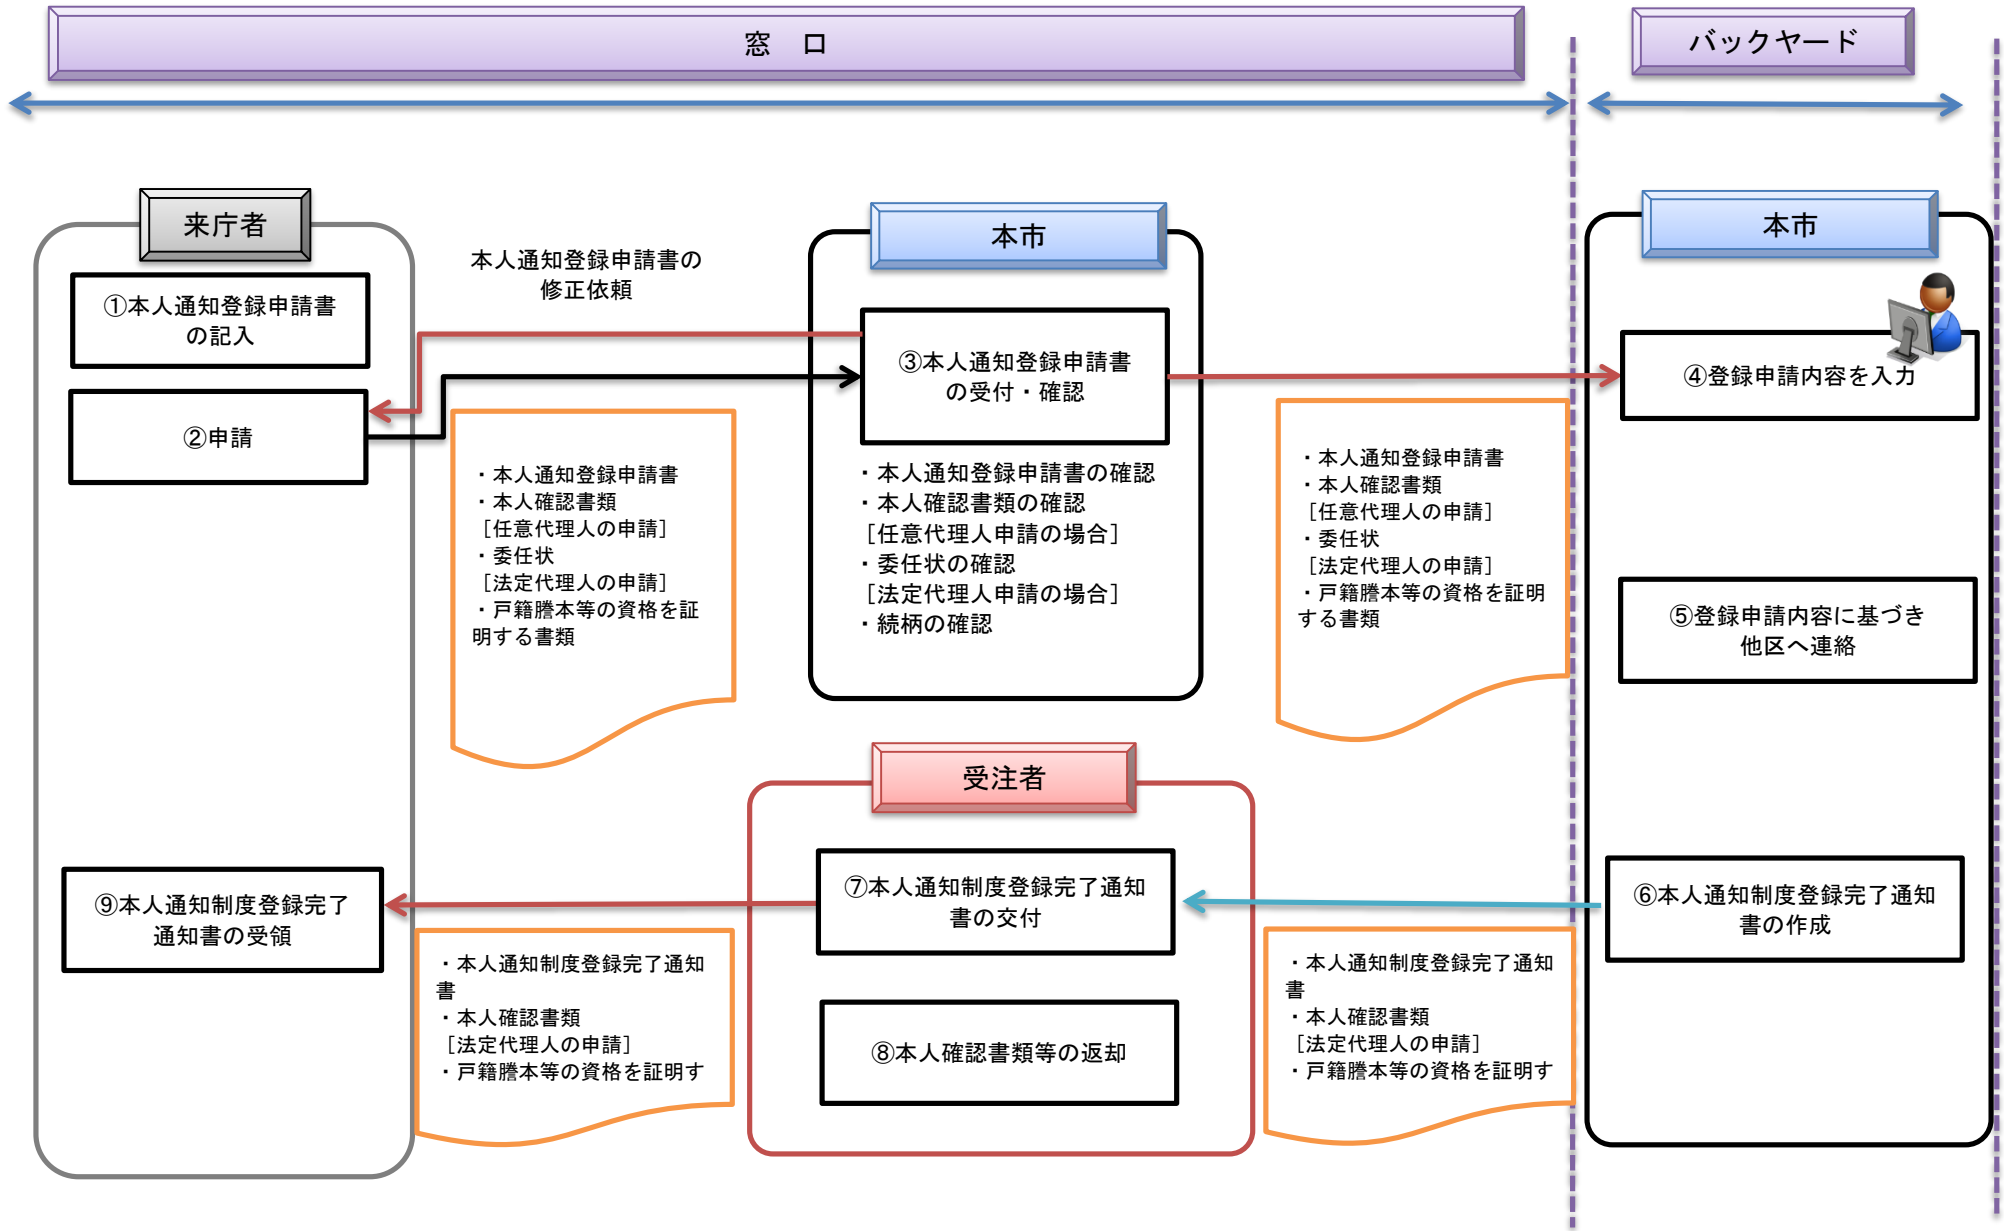 窓　口
バックヤード
来庁者
①本人通知登録申請書
の記入
②申請
本人通知登録申請書の
修正依頼
・本人通知登録申請書
・本人確認書類
［任意代理人の申請］
・委任状
［法定代理人の申請］
・戸籍謄本等の資格を証
明する書類
本市
③本人通知登録申請書
の受付・確認
・本人通知登録申請書の確認
・本人確認書類の確認
［任意代理人申請の場合］
・委任状の確認
［法定代理人申請の場合］
・続柄の確認
・本人通知登録申請書
・本人確認書類
［任意代理人の申請］
・委任状
［法定代理人の申請］
・戸籍謄本等の資格を証明
する書類
本市
④登録申請内容を入力
⑤登録申請内容に基づき
他区へ連絡
⑥本人通知制度登録完了通知
書の作成
・本人通知制度登録完了通知
書
・本人確認書類
［法定代理人の申請］
・戸籍謄本等の資格を証明す
受注者
⑦本人通知制度登録完了通知
書の交付
⑧本人確認書類等の返却
・本人通知制度登録完了通知
書
・本人確認書類
［法定代理人の申請］
・戸籍謄本等の資格を証明す
⑨本人通知制度登録完了
通知書の受領